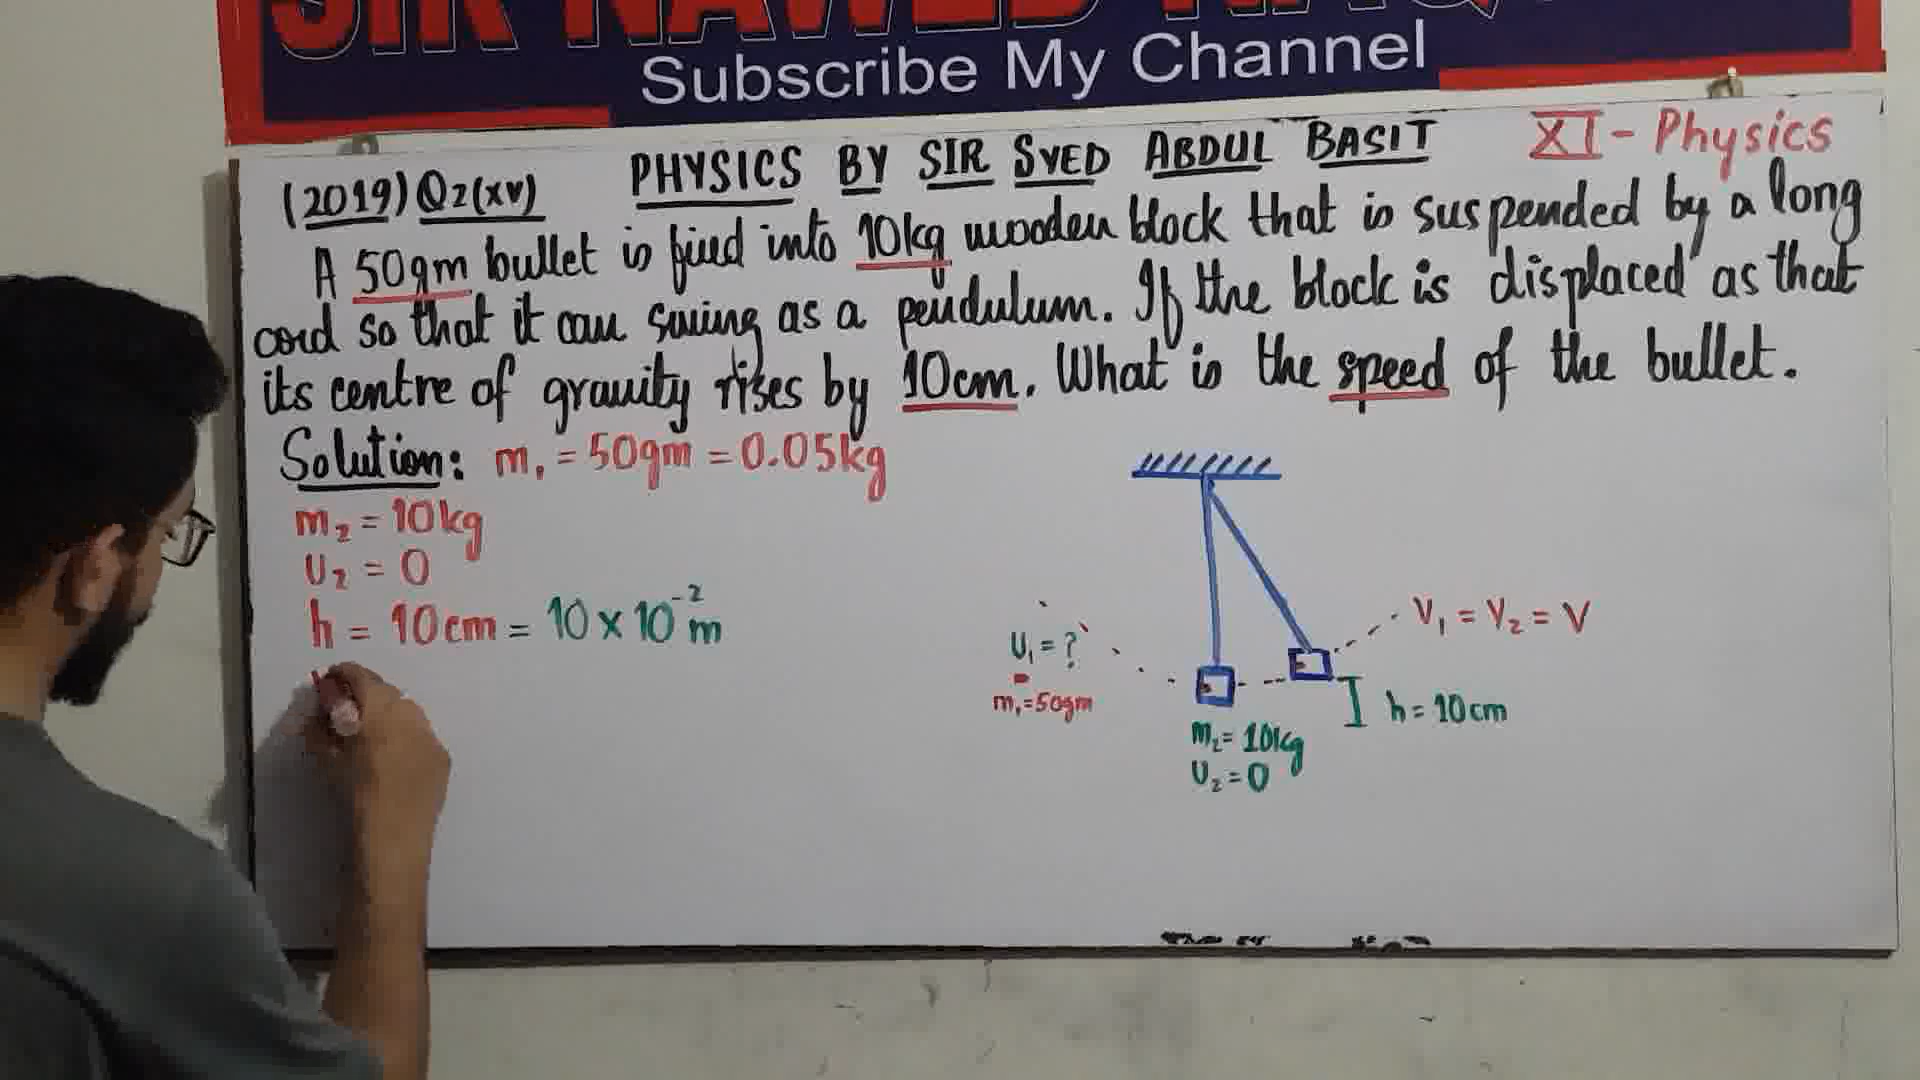 Subscribe My Channel
XI - Physics
(2019) Q2(xv) PHYSICS BY SIR SYED ABDUL BASIT
A 50gm bullet is fired into 10kg wooden block that is suspended by a long
cord so that it can swing as a pendulum. If the block is displaced as that
its centre of gravity rises by 10cm. What is the speed of the bullet.
Solution: m₁ = 50gm = 0.05kg
m₂ = 10kg
U₂ = 0
h = 10cm = 10 x 10⁻² m
U₁ = ?
m₁=50gm
V₁ = V₂ = V
h = 10cm
m₂= 10kg
U₂=0